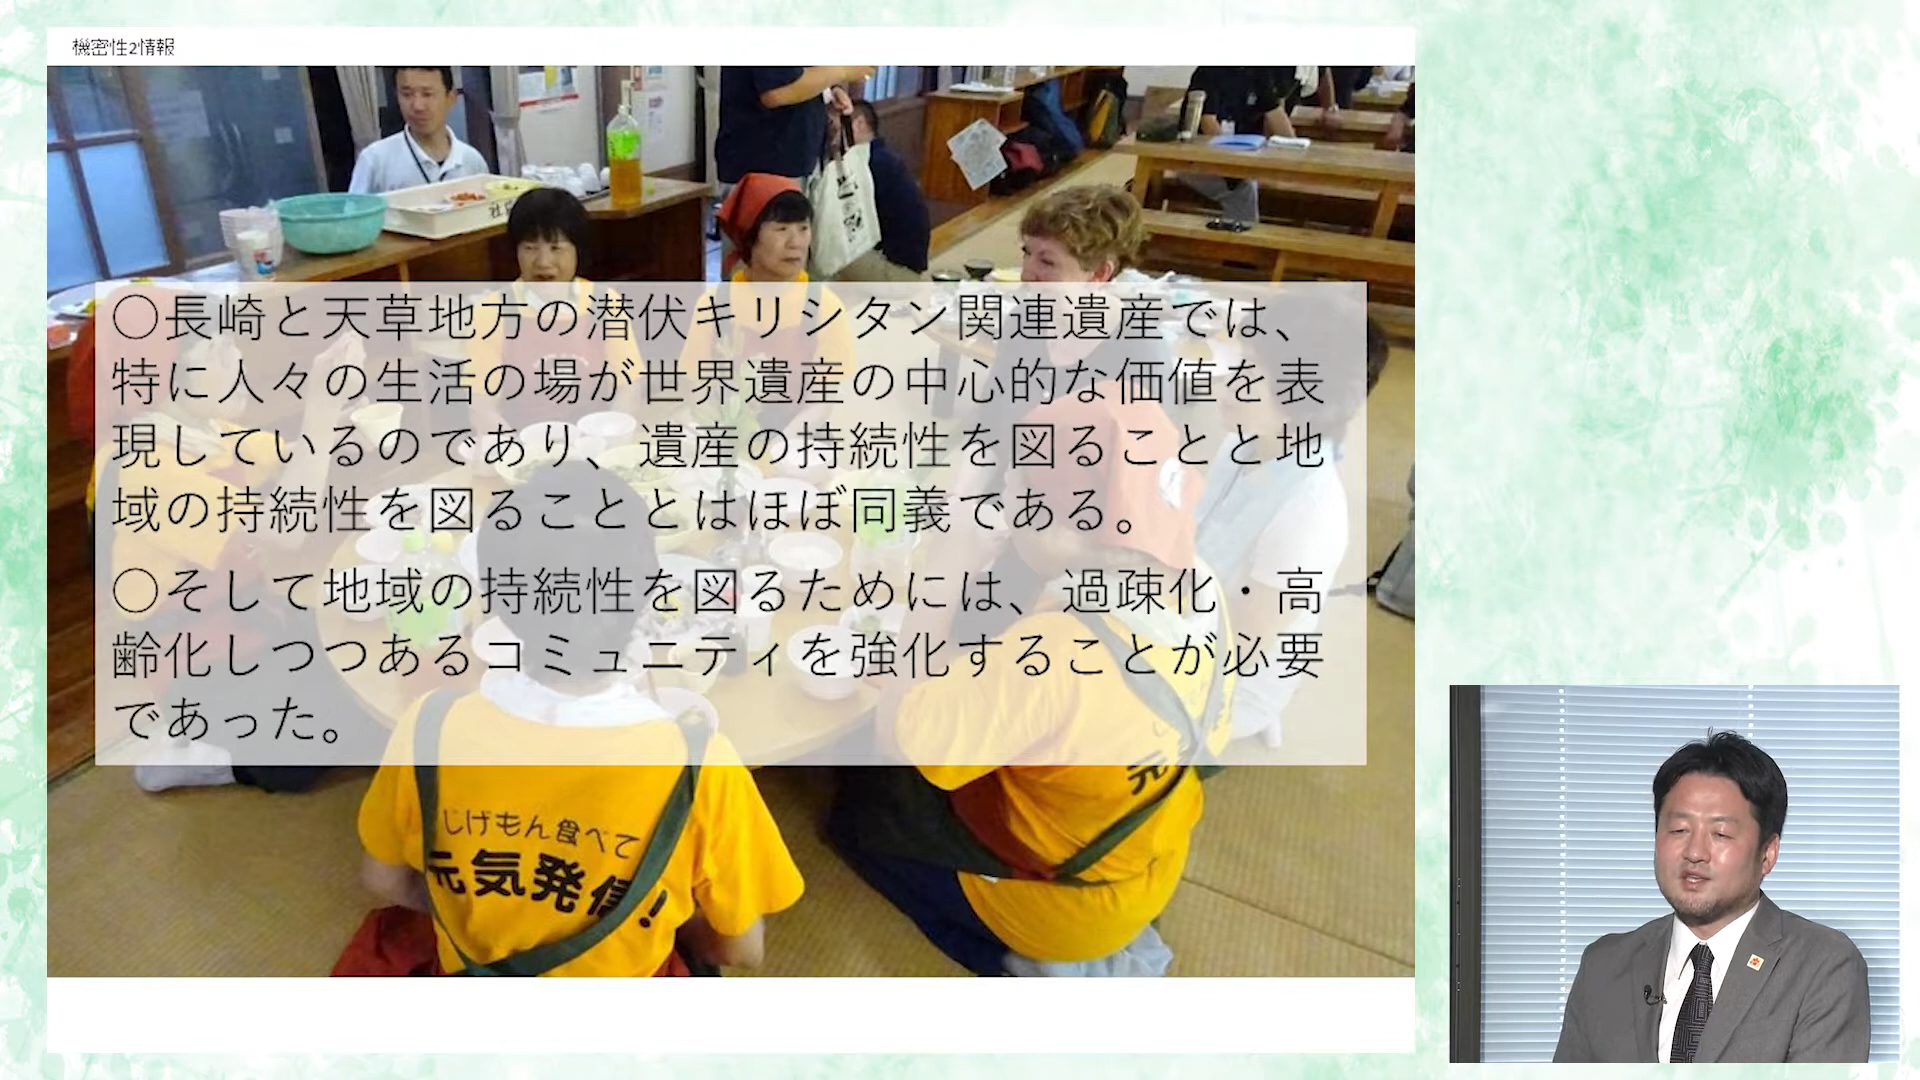 機密性2情報
〇長崎と天草地方の潜伏キリシタン関連遺産では、
特に人々の生活の場が世界遺産の中心的な価値を表
現しているのであり、遺産の持続性を図ることと地
域の持続性を図ることとはほぼ同義である。
〇そして地域の持続性を図るためには、過疎化・高
齢化しつつあるコミュニティを強化することが必要
であった。
元
じげもん食べて
元気発信!